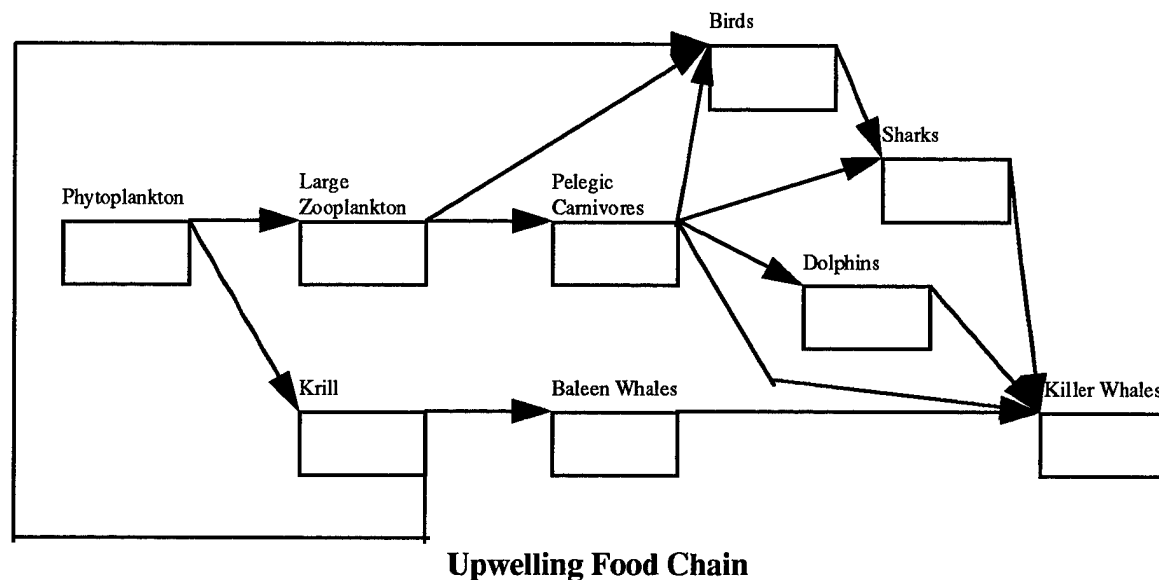 Birds
Sharks
Phytoplankton
Large
Zooplankton
Pelegic
Carnivores
Dolphins
Krill
Baleen Whales
Killer Whales
Upwelling Food Chain